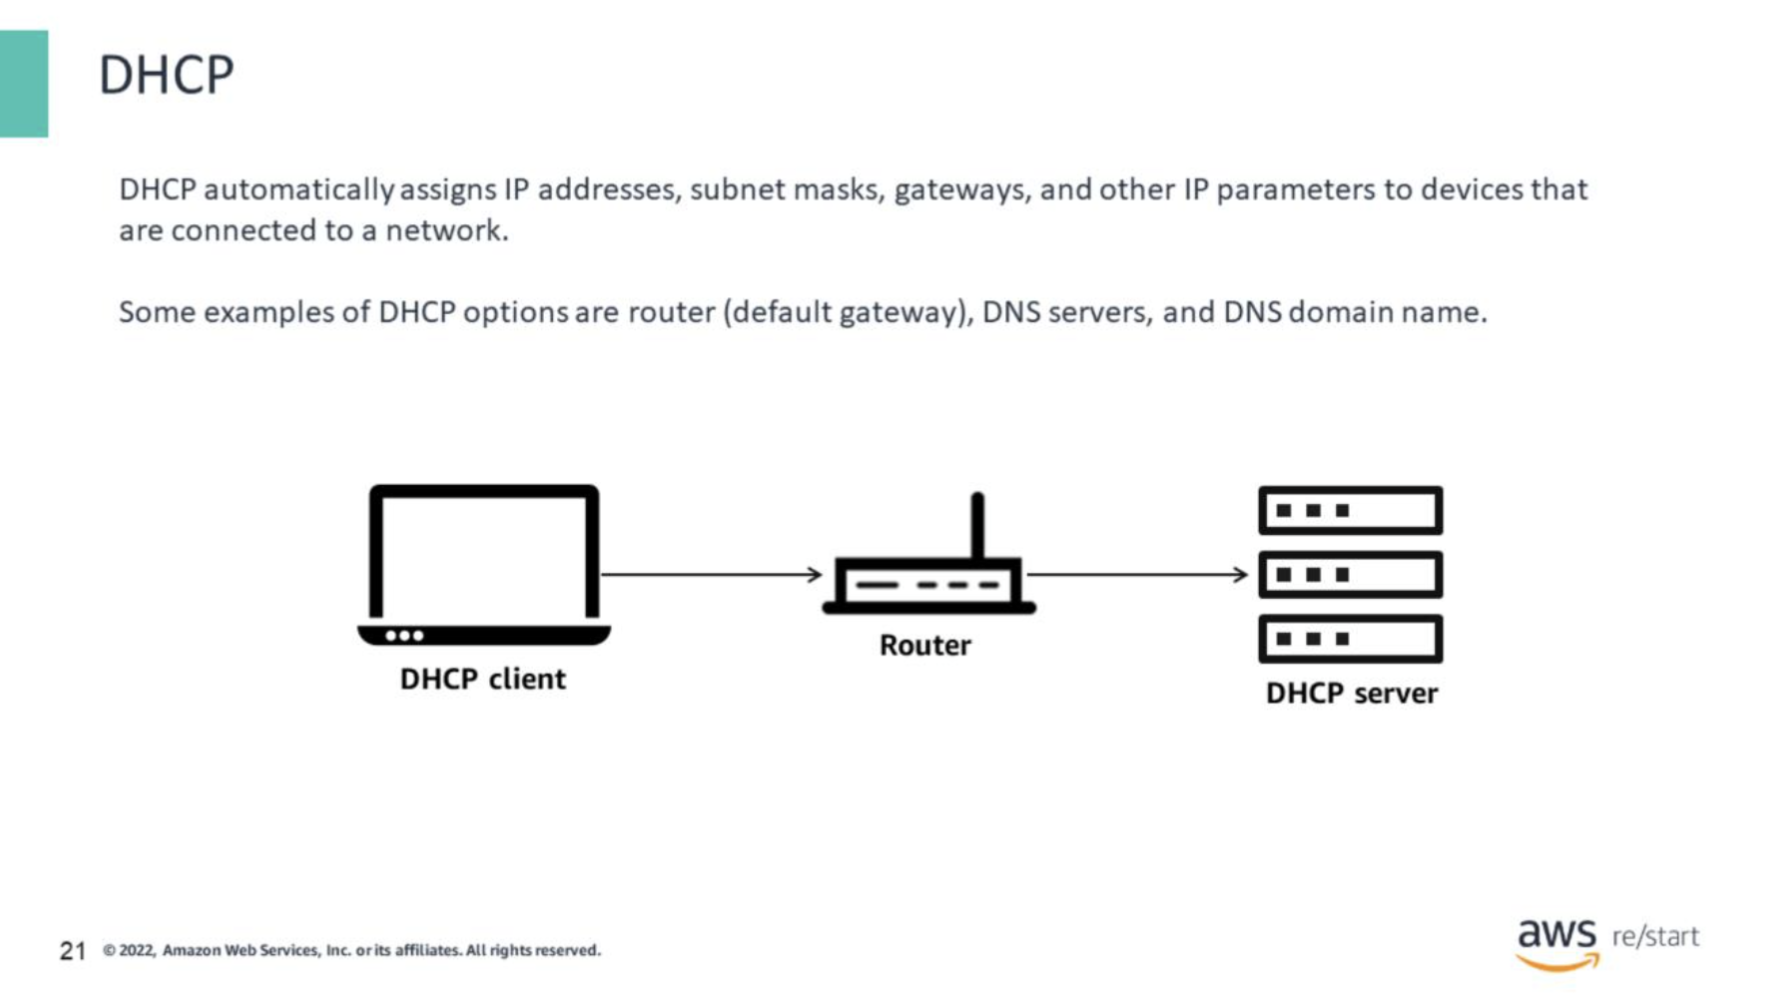 DHCP
DHCP automatically assigns IP addresses, subnet masks, gateways, and other IP parameters to devices that
are connected to a network.
Some examples of DHCP options are router (default gateway), DNS servers, and DNS domain name.
DHCP client
Router
DHCP server
21 © 2022, Amazon Web Services, Inc. or its affiliates. All rights reserved.
aws re/start